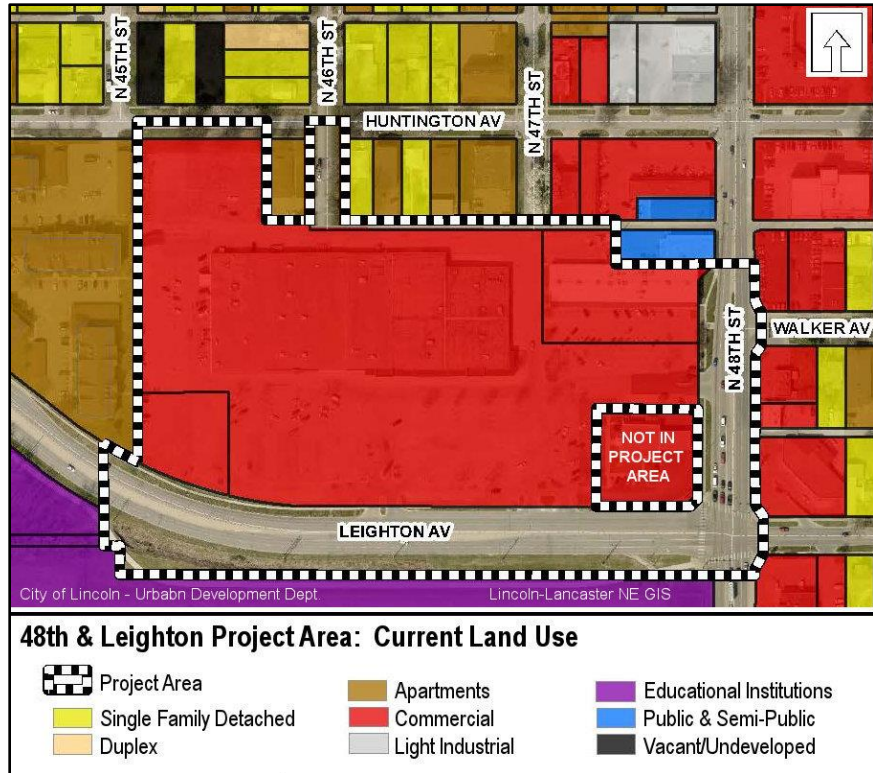 N 45TH ST
N 46TH ST
HUNTINGTON AV
N 47TH ST
N 48TH ST
WALKER AV
NOT IN
PROJECT
AREA
LEIGHTON AV
City of Lincoln - Urbabn Development Dept.
Lincoln-Lancaster NE GIS
48th & Leighton Project Area: Current Land Use
Project Area
Single Family Detached
Duplex
Apartments
Commercial
Light Industrial
Educational Institutions
Public & Semi-Public
Vacant/Undeveloped